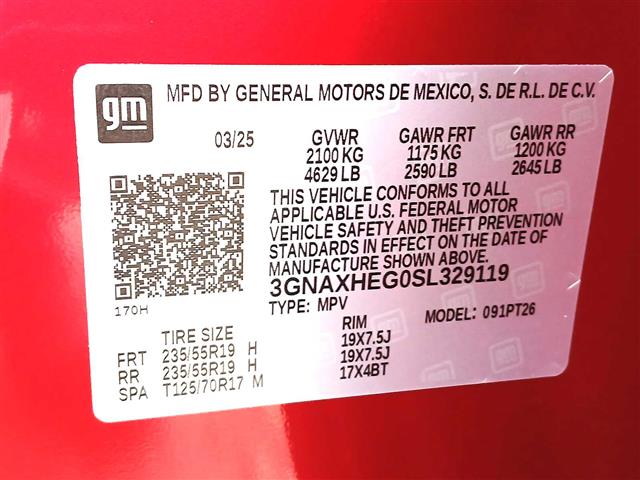 gm
MFD BY GENERAL MOTORS DE MEXICO, S. DE R.L. DE C.V.
03/25 GVWR GAWR FRT GAWR RR
2100 KG 1175 KG 1200 KG
4629 LB 2590 LB 2645 LB
THIS VEHICLE CONFORMS TO ALL
APPLICABLE U.S. FEDERAL MOTOR
VEHICLE SAFETY AND THEFT PREVENTION
STANDARDS IN EFFECT ON THE DATE OF
MANUFACTURE SHOWN ABOVE.
3GNAXHEG0SL329119
170H
TYPE: MPV MODEL: 091PT26
TIRE SIZE RIM
FRT 235/55R19 H 19X7.5J
RR 235/55R19 H 19X7.5J
SPA T125/70R17 M 17X4BT